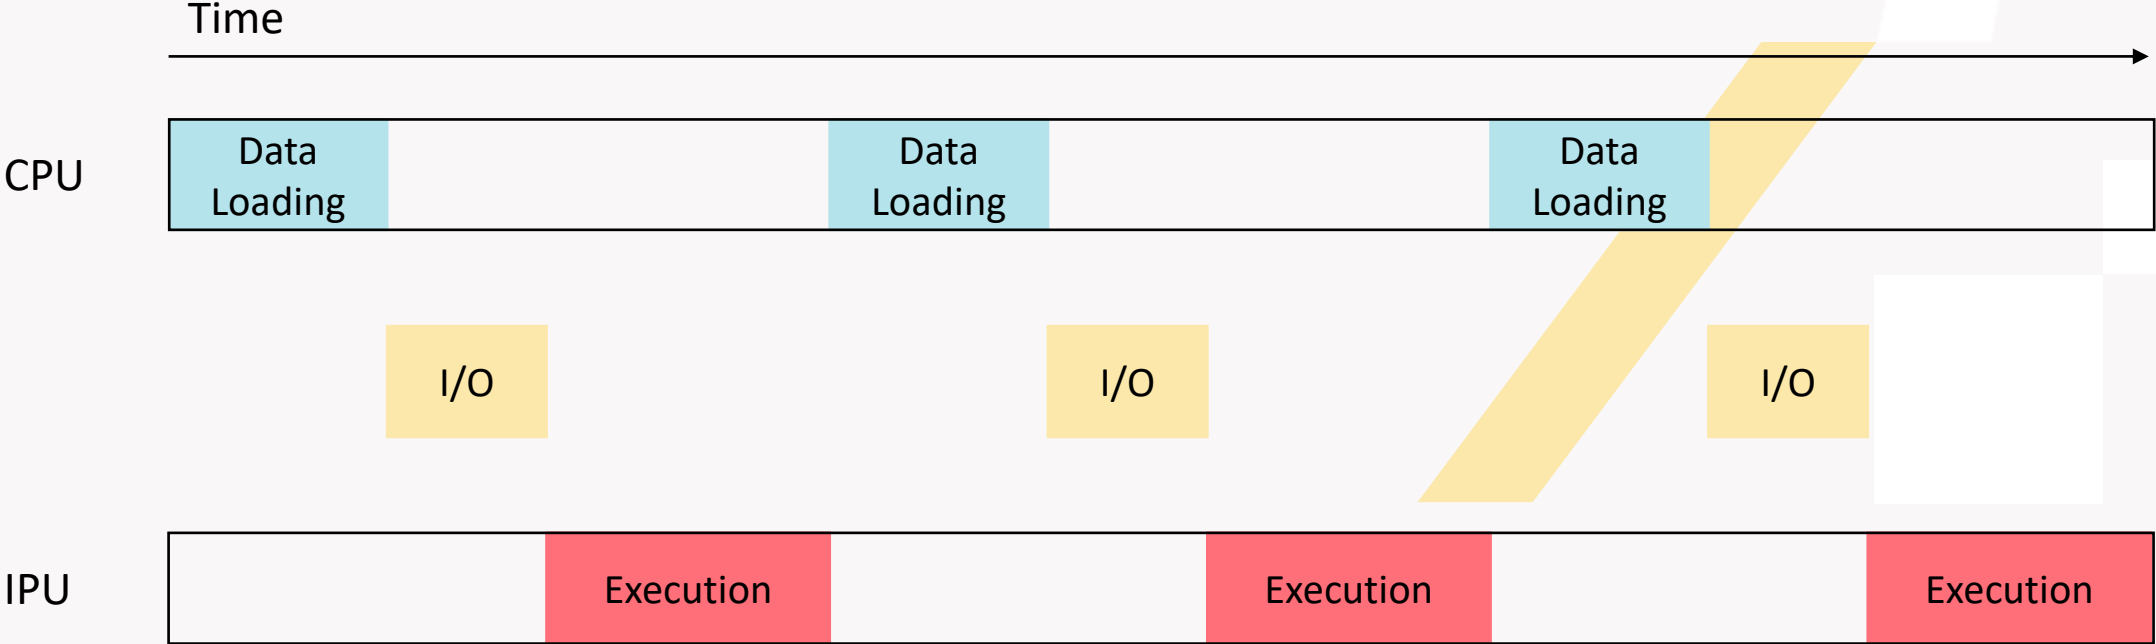 Time
CPU
Data
Loading
Data
Loading
Data
Loading
I/O
I/O
I/O
IPU
Execution
Execution
Execution